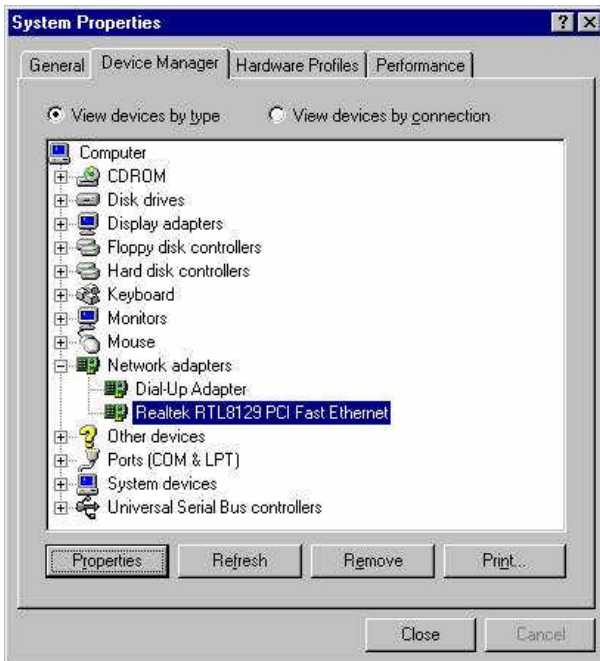 System Properties
General Device Manager Hardware Profiles Performance
View devices by type View devices by connection
Computer
CDROM
Disk drives
Display adapters
Floppy disk controllers
Hard disk controllers
Keyboard
Monitors
Mouse
Network adapters
Dial-Up Adapter
Realtek RTL8129 PCI Fast Ethernet
Other devices
Ports (COM & LPT)
System devices
Universal Serial Bus controllers
Properties Refresh Remove Print...
Close Cancel